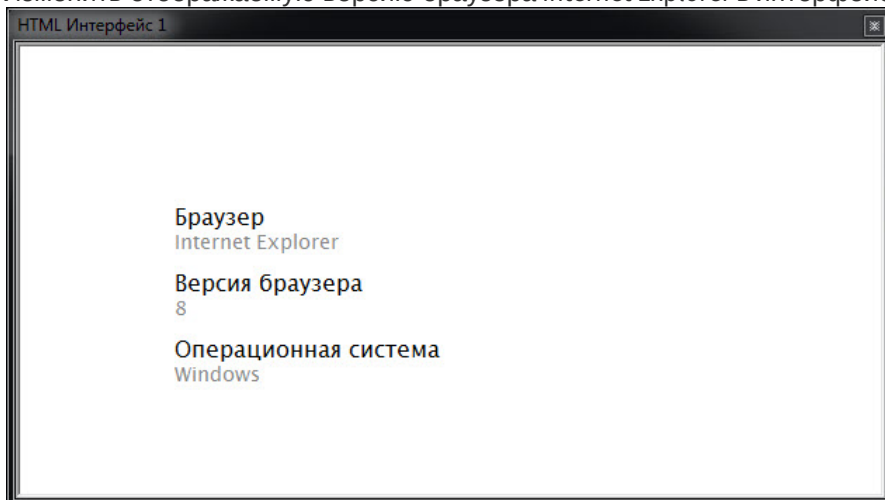 HTML Интерфейс 1
Браузер
Internet Explorer
Версия браузера
8
Операционная система
Windows